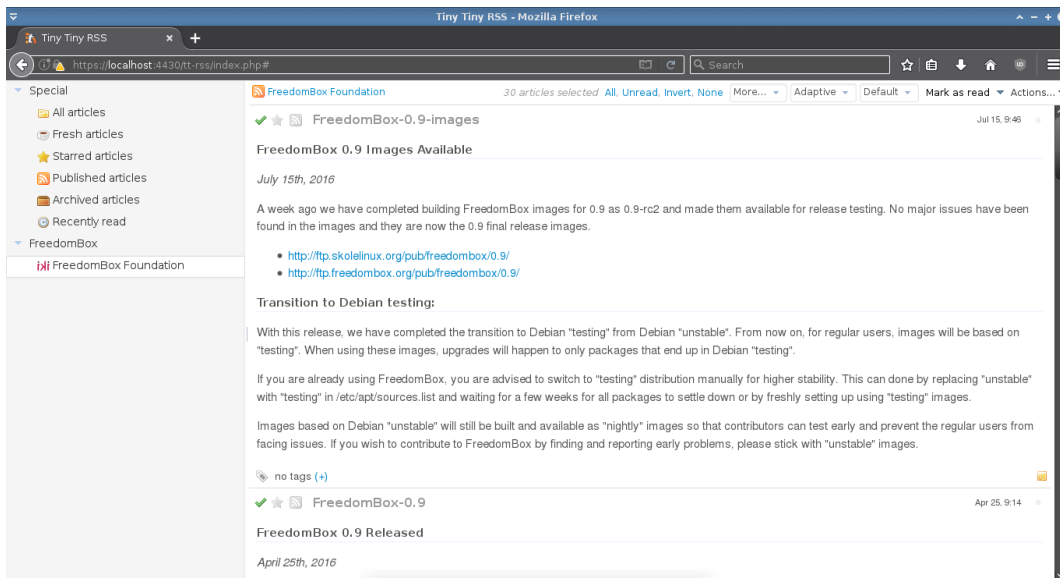 Tiny Tiny RSS - Mozilla Firefox
Tiny Tiny RSS
https://localhost:4430/tt-rss/index.php#
Search
Special
All articles
Fresh articles
Starred articles
Published articles
Archived articles
Recently read
FreedomBox
FreedomBox Foundation
FreedomBox Foundation 30 articles selected All, Unread, Invert, None More... Adaptive Default Mark as read Actions...
FreedomBox-0.9-images Jul 15, 9:46
FreedomBox 0.9 Images Available
July 15th, 2016
A week ago we have completed building FreedomBox images for 0.9 as 0.9-rc2 and made them available for release testing. No major issues have been
found in the images and they are now the 0.9 final release images.
http://ftp.skolelinux.org/pub/freedombox/0.9/
http://ftp.freedombox.org/pub/freedombox/0.9/
Transition to Debian testing:
With this release, we have completed the transition to Debian "testing" from Debian "unstable". From now on, for regular users, images will be based on
"testing". When using these images, upgrades will happen to only packages that end up in Debian "testing".
If you are already using FreedomBox, you are advised to switch to "testing" distribution manually for higher stability. This can done by replacing "unstable"
with "testing" in /etc/apt/sources.list and waiting for a few weeks for all packages to settle down or by freshly setting up using "testing" images.
Images based on Debian "unstable" will still be built and available as "nightly" images so that contributors can test early and prevent the regular users from
facing issues. If you wish to contribute to FreedomBox by finding and reporting early problems, please stick with "unstable" images.
no tags (+)
FreedomBox-0.9 Apr 25, 9:14
FreedomBox 0.9 Released
April 25th, 2016